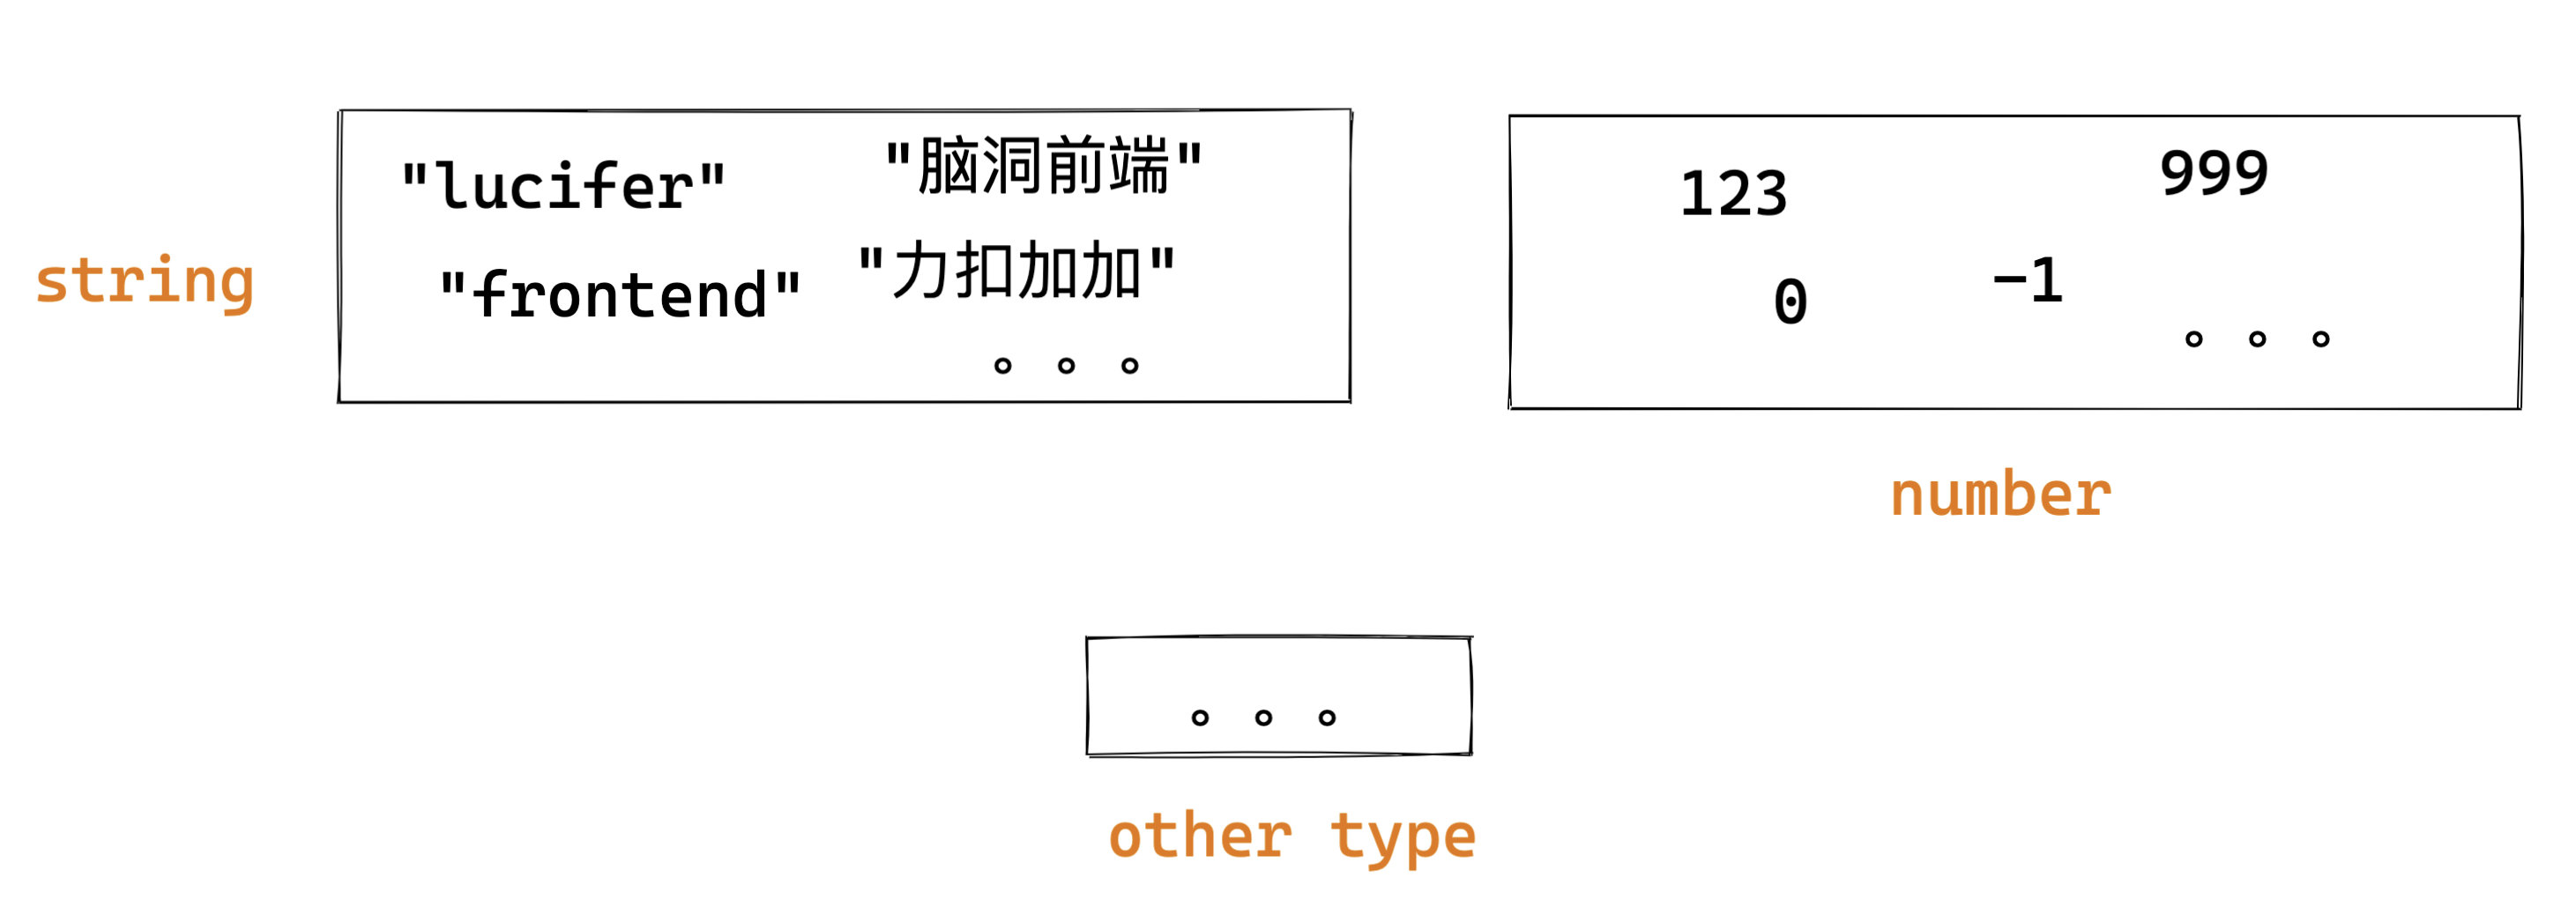 string
"lucifer"
"脑洞前端"
"frontend"
"力扣加加"
123
999
0
-1
number
other type